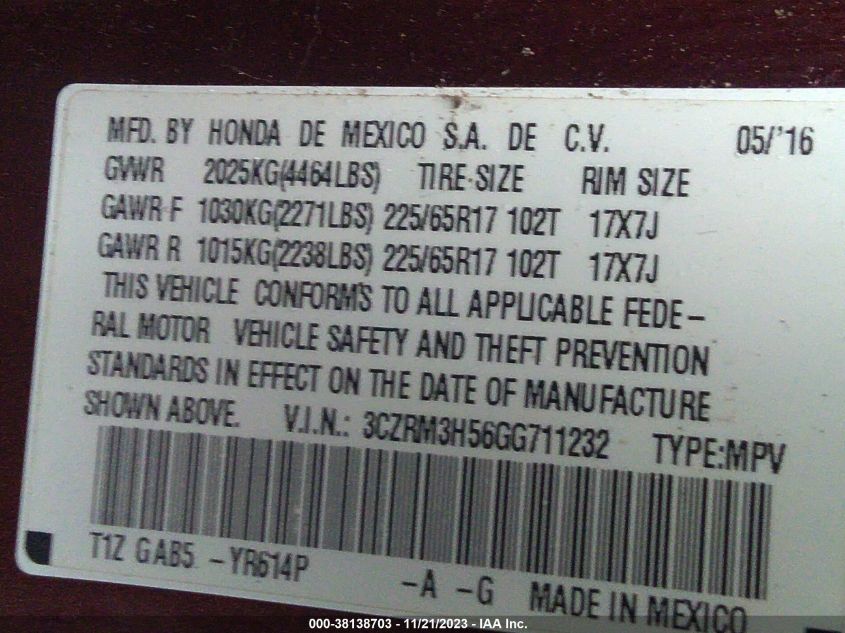 MFD. BY HONDA DE MEXICO S.A. DE C.V. 05/'16
GVWR 2025KG(4464LBS) TIRE SIZE RIM SIZE
GAWR F 1030KG(2271LBS) 225/65R17 102T 17X7J
GAWR R 1015KG(2238LBS) 225/65R17 102T 17X7J
THIS VEHICLE CONFORMS TO ALL APPLICABLE FEDE-
RAL MOTOR VEHICLE SAFETY AND THEFT PREVENTION
STANDARDS IN EFFECT ON THE DATE OF MANUFACTURE
SHOWN ABOVE. V.I.N.: 3CZRM3H56GG711232 TYPE:MPV
T1Z GAB5 -YR614P -A -G MADE IN MEXICO
000-38138703 - 11/21/2023 - IAA Inc.